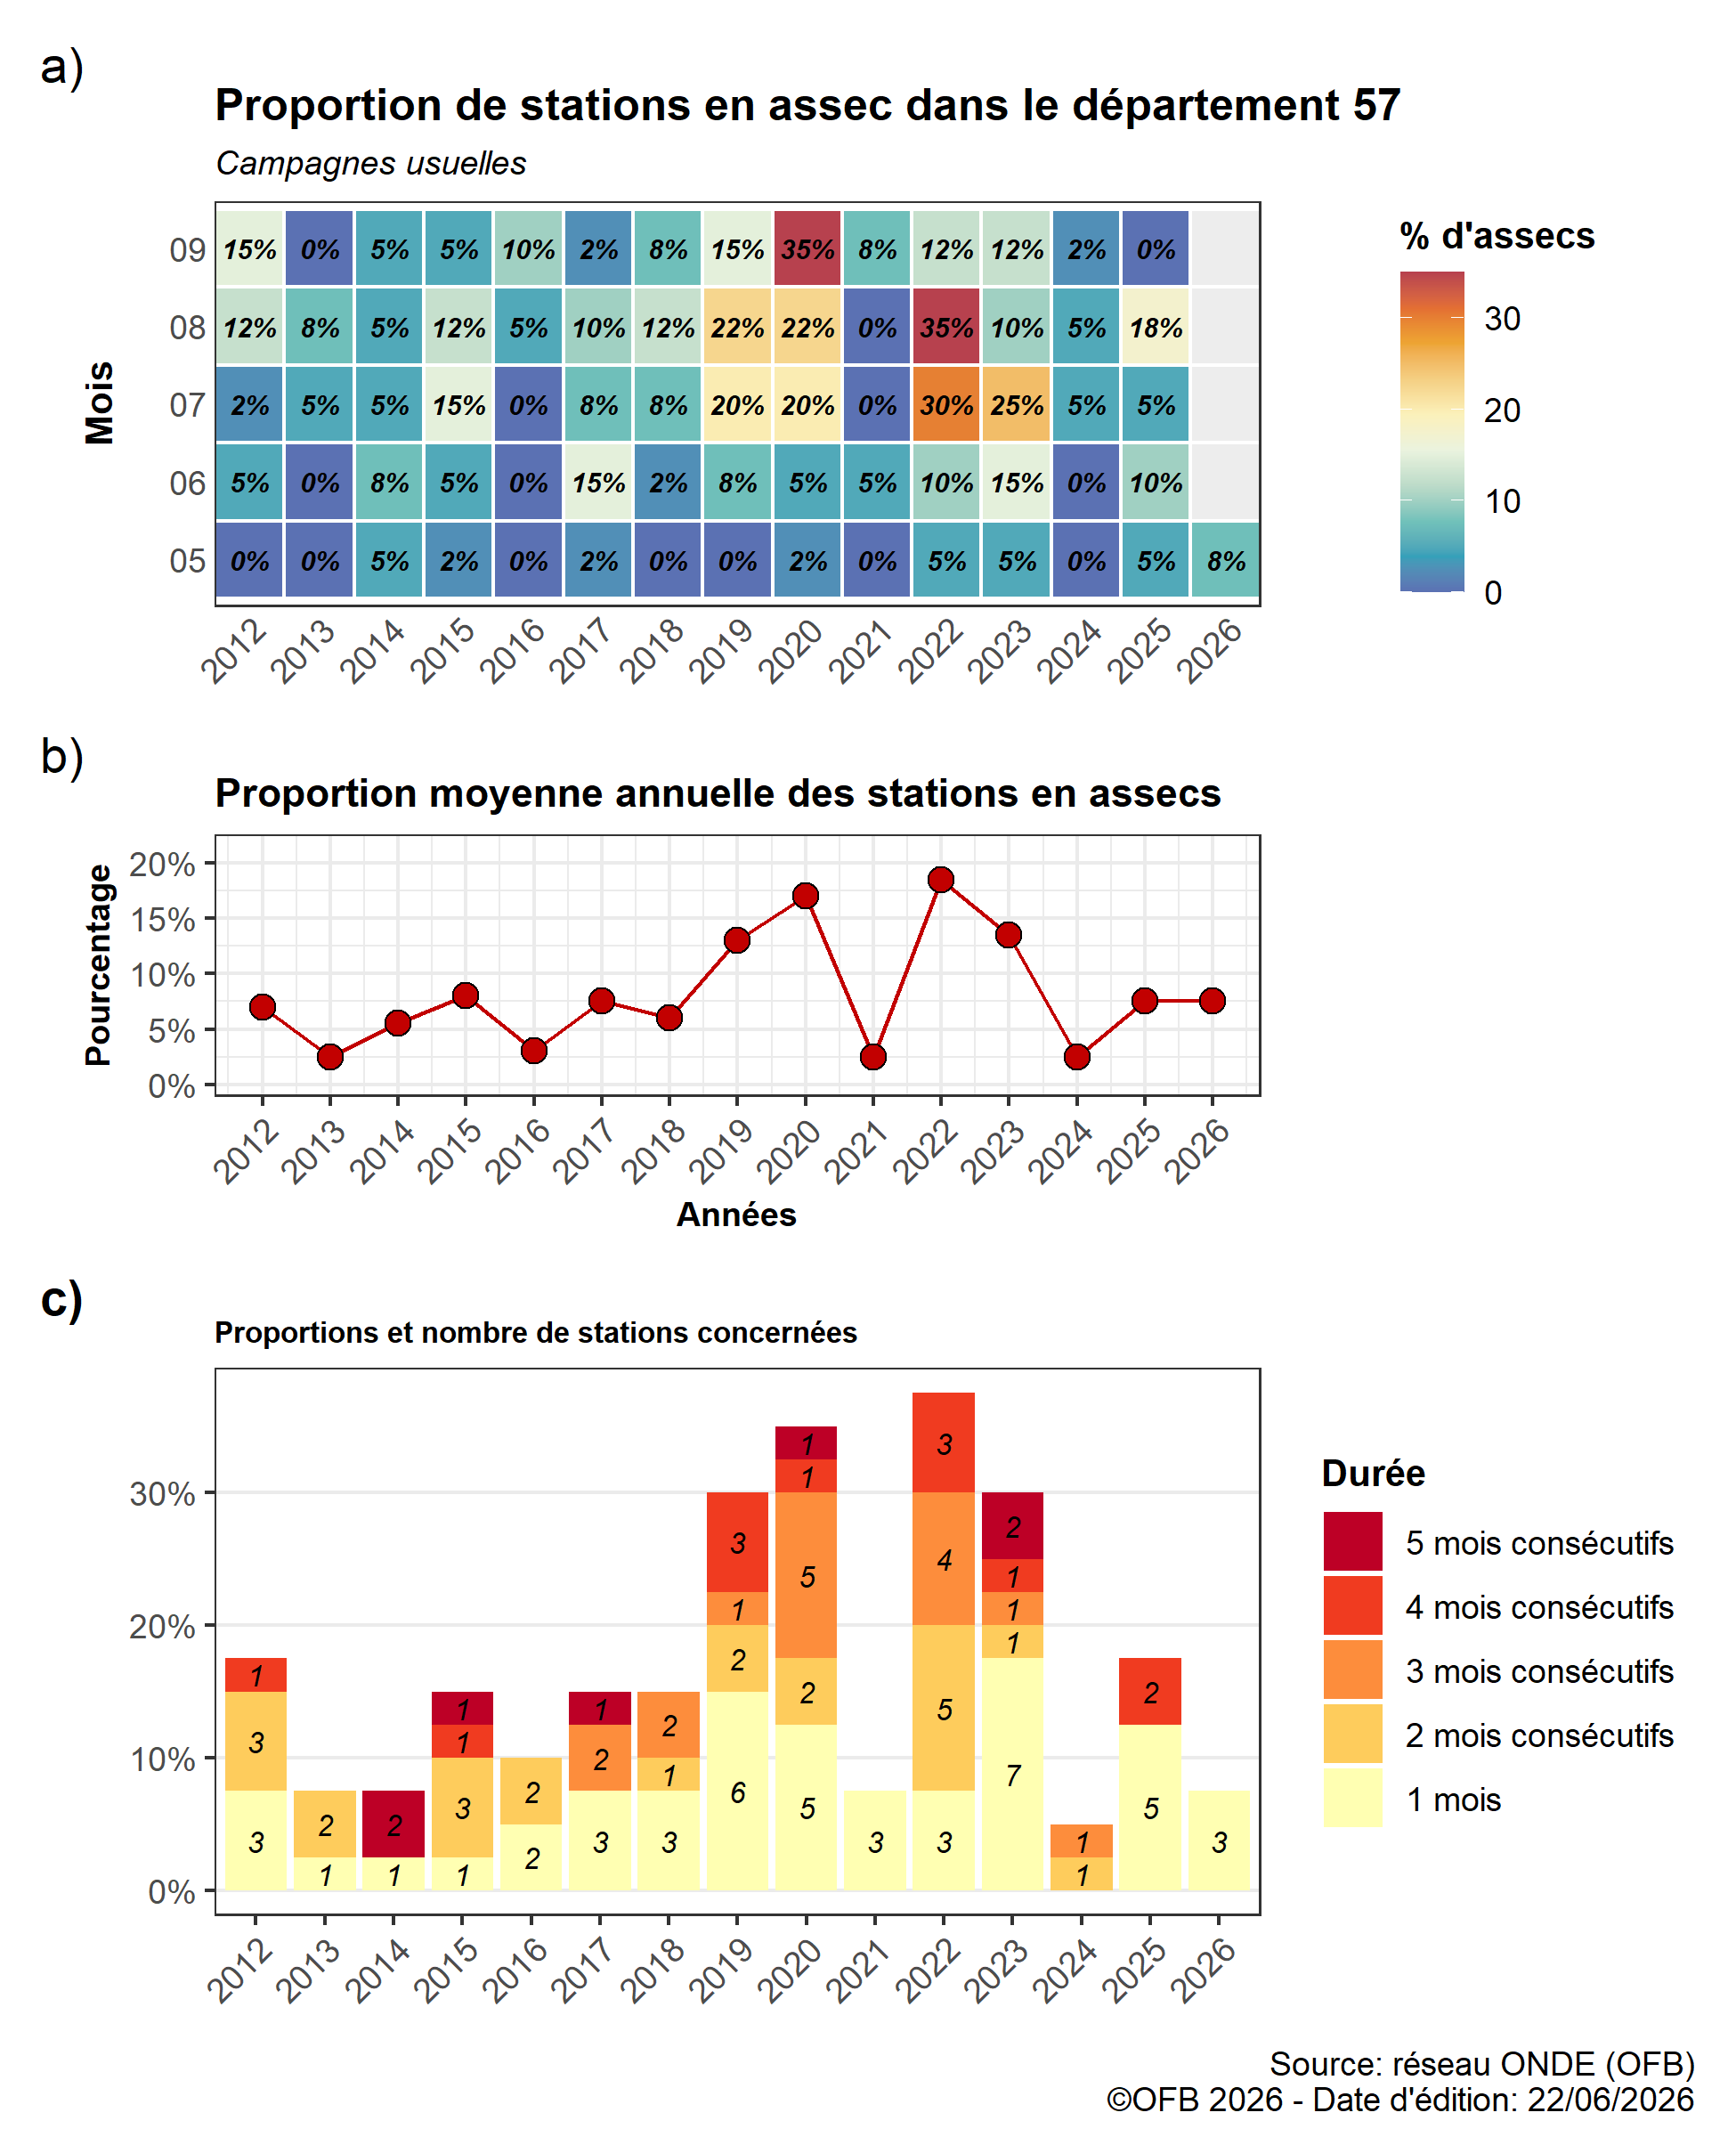 a)
Proportion de stations en assec dans le département 57
Campagnes usuelles
Mois
09 15% 0% 5% 5% 10% 2% 8% 15% 35% 8% 12% 12% 2% 0%
08 12% 8% 5% 12% 5% 10% 12% 22% 22% 0% 35% 10% 5% 18%
07 2% 5% 5% 15% 0% 8% 8% 20% 20% 0% 30% 25% 5% 5%
06 5% 0% 8% 5% 0% 15% 2% 8% 5% 5% 10% 15% 0% 10%
05 0% 0% 5% 2% 0% 2% 0% 0% 2% 0% 5% 5% 0% 5% 8%
2012 2013 2014 2015 2016 2017 2018 2019 2020 2021 2022 2023 2024 2025 2026
% d'assecs
30
20
10
0
b)
Proportion moyenne annuelle des stations en assecs
Pourcentage
20%
15%
10%
5%
0%
2012 2013 2014 2015 2016 2017 2018 2019 2020 2021 2022 2023 2024 2025 2026
Années
c)
Proportions et nombre de stations concernées
30%
20%
10%
0%
1 3 3
2 1
2 1
1 1 3 1
2 2
1 2 3
2 1 3
3 1 2 6
1 1 5 2 5
3
3 4 5 3
2 1 1 1 7
1 1
2 5
3
2012 2013 2014 2015 2016 2017 2018 2019 2020 2021 2022 2023 2024 2025 2026
Durée
5 mois consécutifs
4 mois consécutifs
3 mois consécutifs
2 mois consécutifs
1 mois
Source: réseau ONDE (OFB)
©OFB 2026 - Date d'édition: 22/06/2026